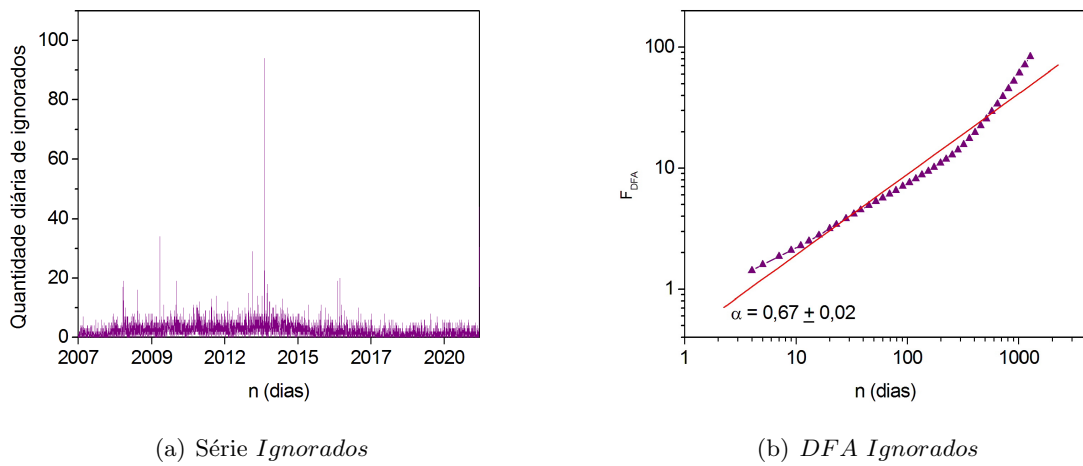 100
80
60
40
20
0
Quantidade diária de ignorados
2007
2009
2012
2015
2017
2020
n (dias)
(a) Série Ignorados
100
10
1
F_DFA
α = 0,67 ± 0,02
1
10
100
1000
n (dias)
(b) DFA Ignorados